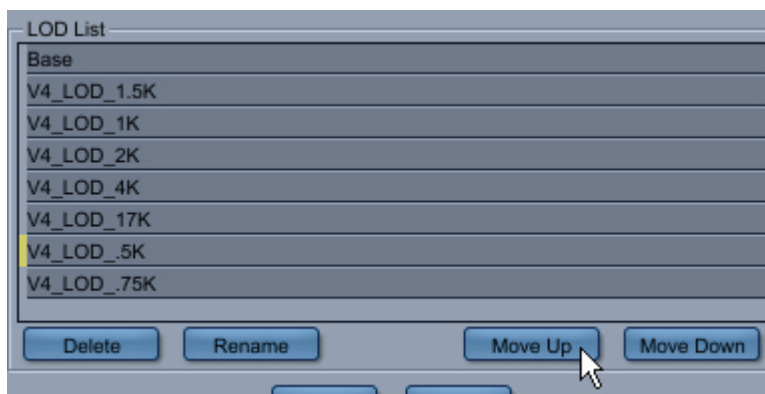 LOD List
Base
V4_LOD_1.5K
V4_LOD_1K
V4_LOD_2K
V4_LOD_4K
V4_LOD_17K
V4_LOD_.5K
V4_LOD_.75K
Delete Rename Move Up Move Down